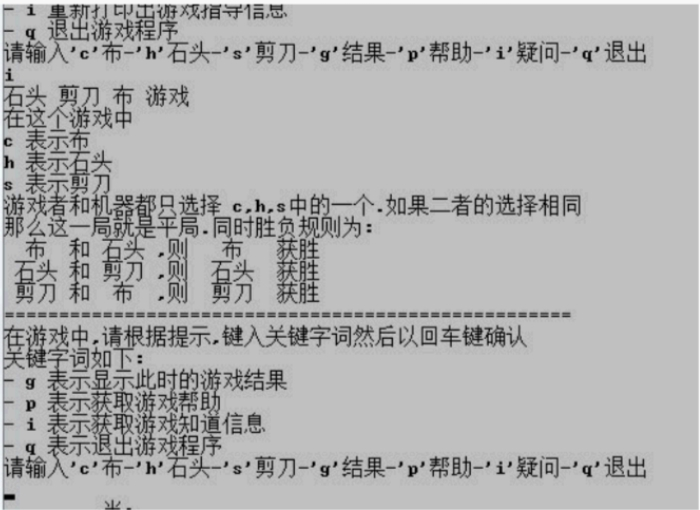 - i 重新打印出游戏指导信息
- q 退出游戏程序
请输入'c'布-'h'石头-'s'剪刀-'g'结果-'p'帮助-'i'疑问-'q'退出
i
石头 剪刀 布 游戏
在这个游戏中
c 表示布
h 表示石头
s 表示剪刀
游戏者和机器都只选择 c,h,s中的一个.如果二者的选择相同
那么这一局就是平局.同时胜负规则为:
布 和 石头 ,则 布 获胜
石头 和 剪刀 ,则 石头 获胜
剪刀 和 布 ,则 剪刀 获胜
====================================================
在游戏中,请根据提示,键入关键字词然后以回车键确认
关键字词如下:
- g 表示显示此时的游戏结果
- p 表示获取游戏帮助
- i 表示获取游戏知道信息
- q 表示退出游戏程序
请输入'c'布-'h'石头-'s'剪刀-'g'结果-'p'帮助-'i'疑问-'q'退出